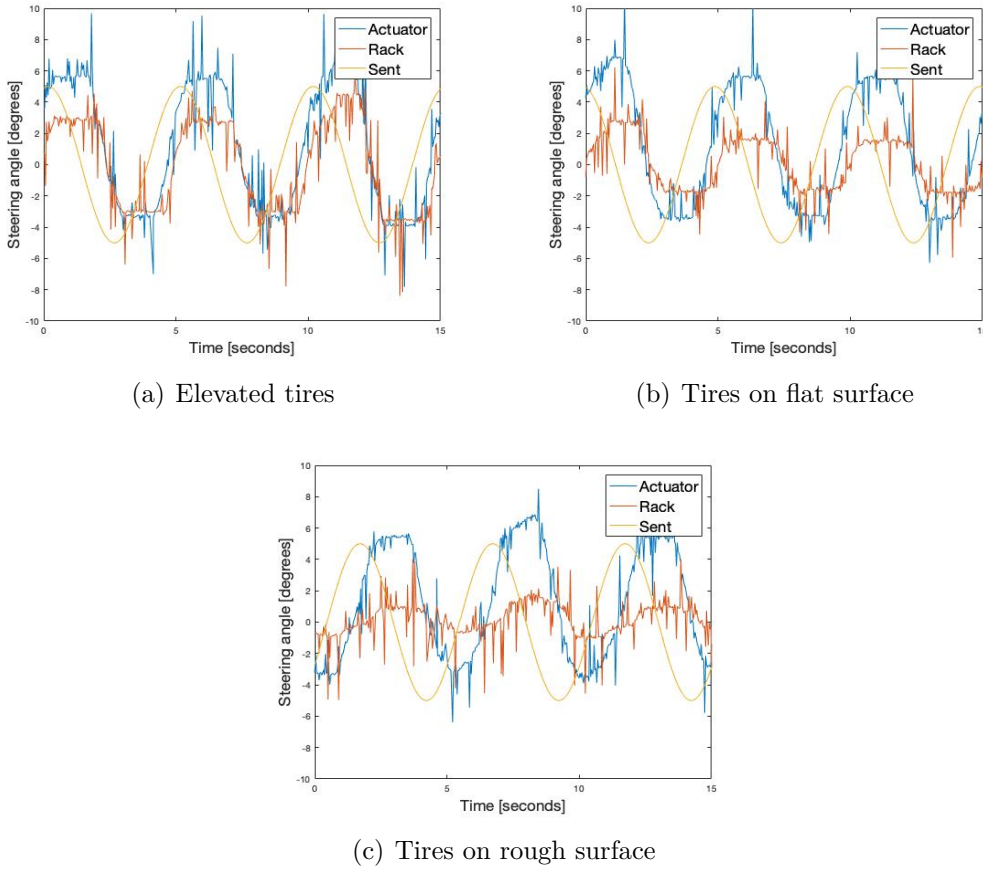 10
8
6
4
2
0
-2
-4
-6
-8
-10
Steering angle [degrees]
0
5
10
15
Time [seconds]
Actuator
Rack
Sent
(a) Elevated tires
10
8
6
4
2
0
-2
-4
-6
-8
-10
Steering angle [degrees]
0
5
10
15
Time [seconds]
Actuator
Rack
Sent
(b) Tires on flat surface
10
8
6
4
2
0
-2
-4
-6
-8
-10
Steering angle [degrees]
0
5
10
15
Time [seconds]
Actuator
Rack
Sent
(c) Tires on rough surface